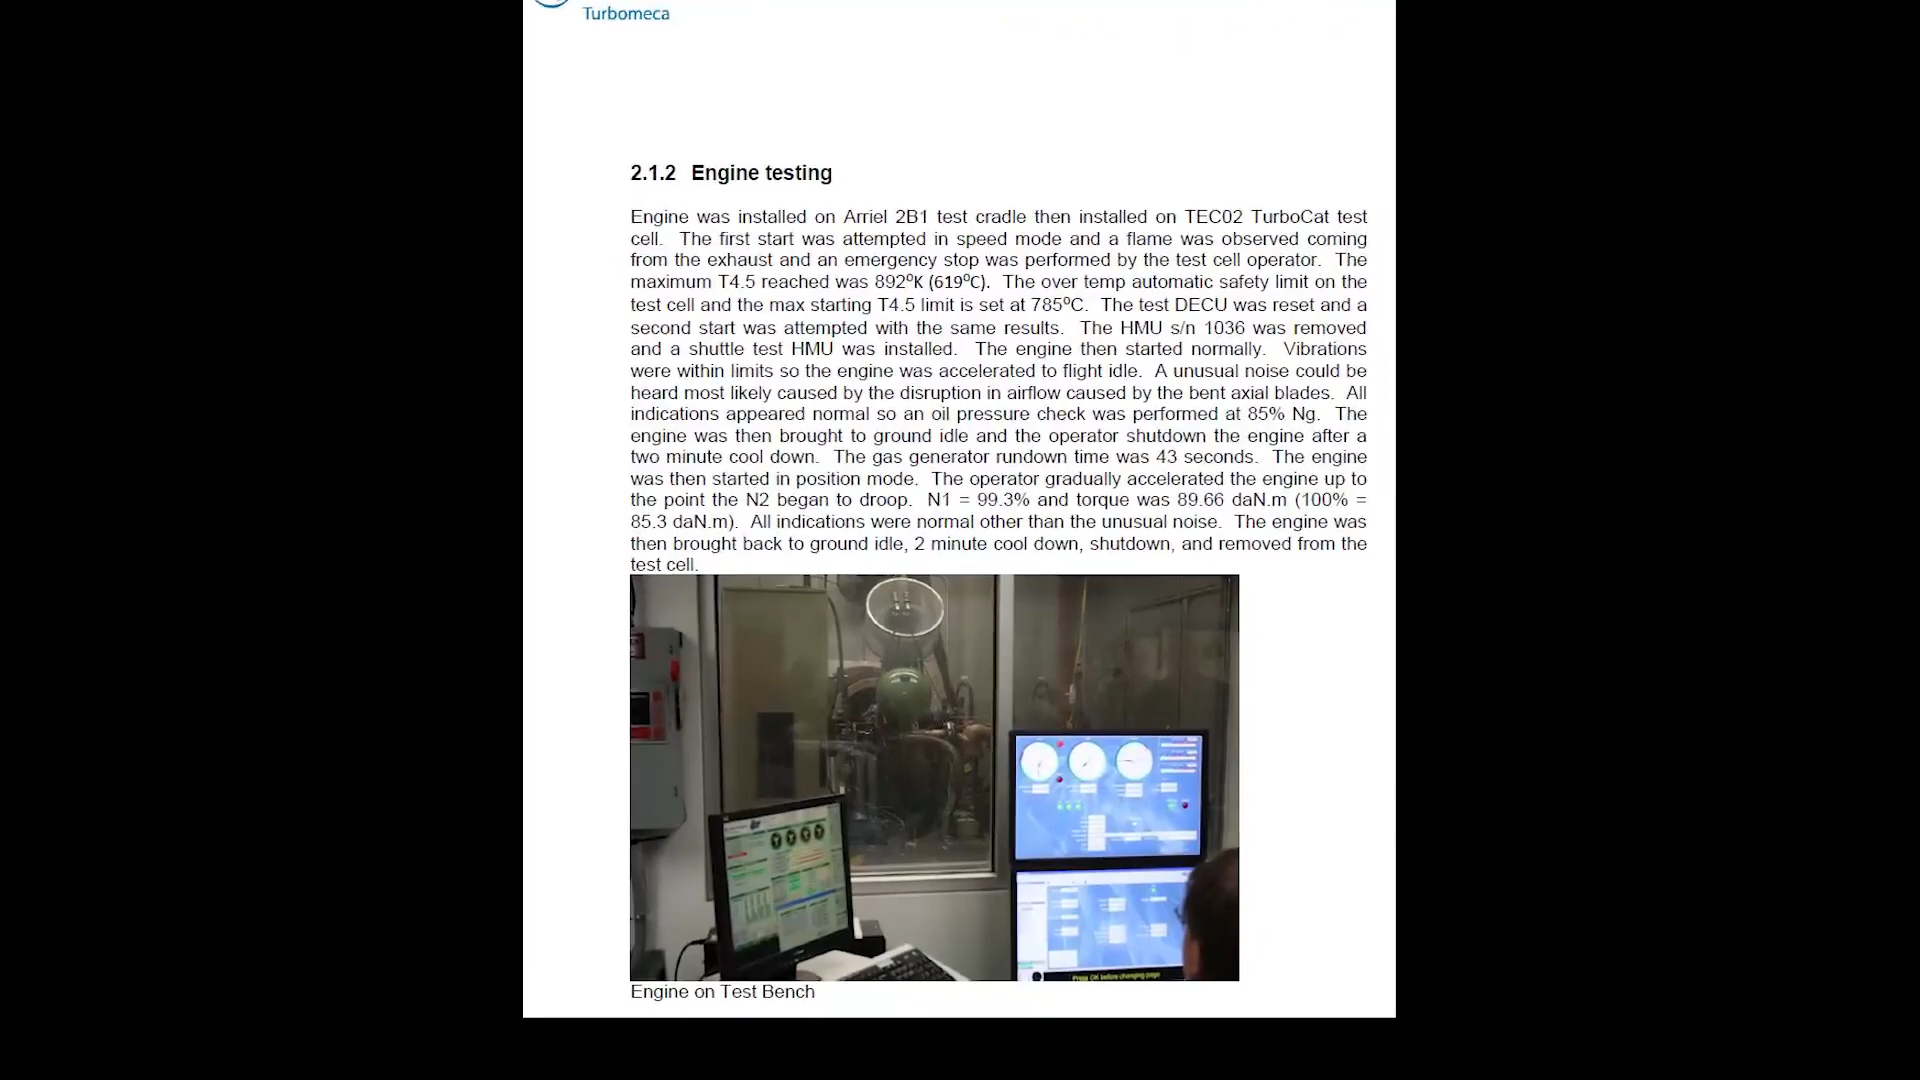 Turbomeca
2.1.2 Engine testing
Engine was installed on Arriel 2B1 test cradle then installed on TEC02 TurboCat test
cell. The first start was attempted in speed mode and a flame was observed coming
from the exhaust and an emergency stop was performed by the test cell operator. The
maximum T4.5 reached was 892ºK (619ºC). The over temp automatic safety limit on the
test cell and the max starting T4.5 limit is set at 785ºC. The test DECU was reset and a
second start was attempted with the same results. The HMU s/n 1036 was removed
and a shuttle test HMU was installed. The engine then started normally. Vibrations
were within limits so the engine was accelerated to flight idle. A unusual noise could be
heard most likely caused by the disruption in airflow caused by the bent axial blades. All
indications appeared normal so an oil pressure check was performed at 85% Ng. The
engine was then brought to ground idle and the operator shutdown the engine after a
two minute cool down. The gas generator rundown time was 43 seconds. The engine
was then started in position mode. The operator gradually accelerated the engine up to
the point the N2 began to droop. N1 = 99.3% and torque was 89.66 daN.m (100% =
85.3 daN.m). All indications were normal other than the unusual noise. The engine was
then brought back to ground idle, 2 minute cool down, shutdown, and removed from the
test cell.
Press OK before changing page
Engine on Test Bench